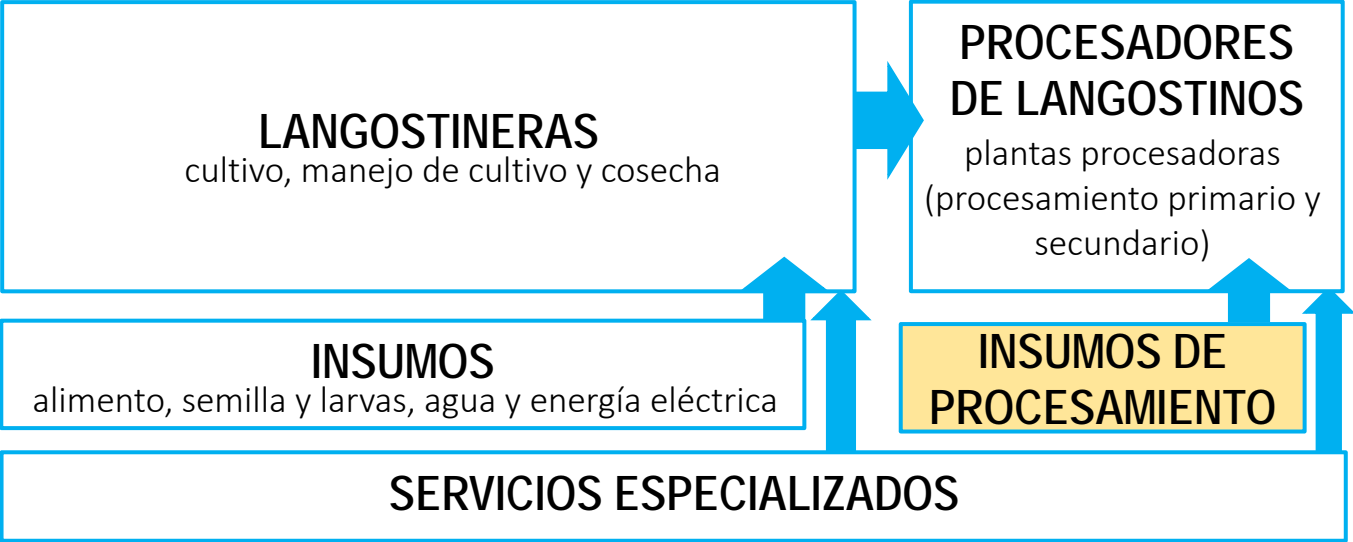 LANGOSTINERAS
cultivo, manejo de cultivo y cosecha
PROCESADORES
DE LANGOSTINOS
plantas procesadoras
(procesamiento primario y
secundario)
INSUMOS
alimento, semilla y larvas, agua y energía eléctrica
INSUMOS DE
PROCESAMIENTO
SERVICIOS ESPECIALIZADOS